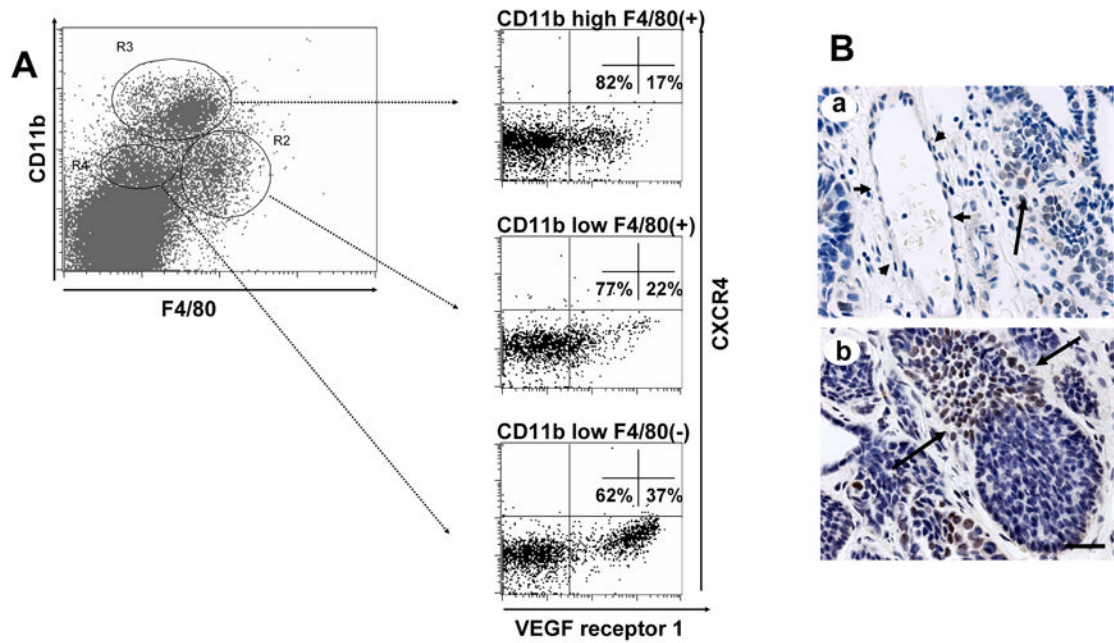 A
CD11b
F4/80
R3
R2
R4
CD11b high F4/80(+)
82% 17%
CD11b low F4/80(+)
77% 22%
CD11b low F4/80(-)
62% 37%
CXCR4
VEGF receptor 1
B
a
b